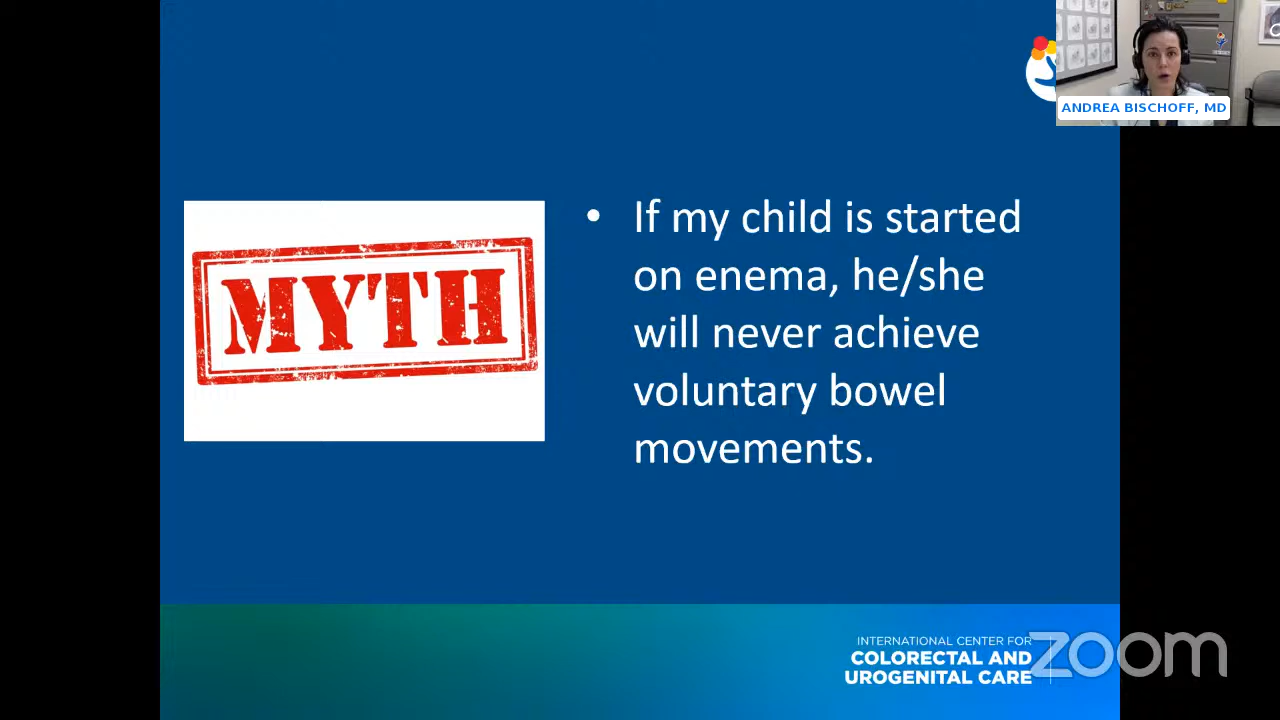 ANDREA BISCHOFF, MD
MYTH
• If my child is started
on enema, he/she
will never achieve
voluntary bowel
movements.
INTERNATIONAL CENTER FOR
COLORECTAL AND
UROGENITAL CARE
zoom